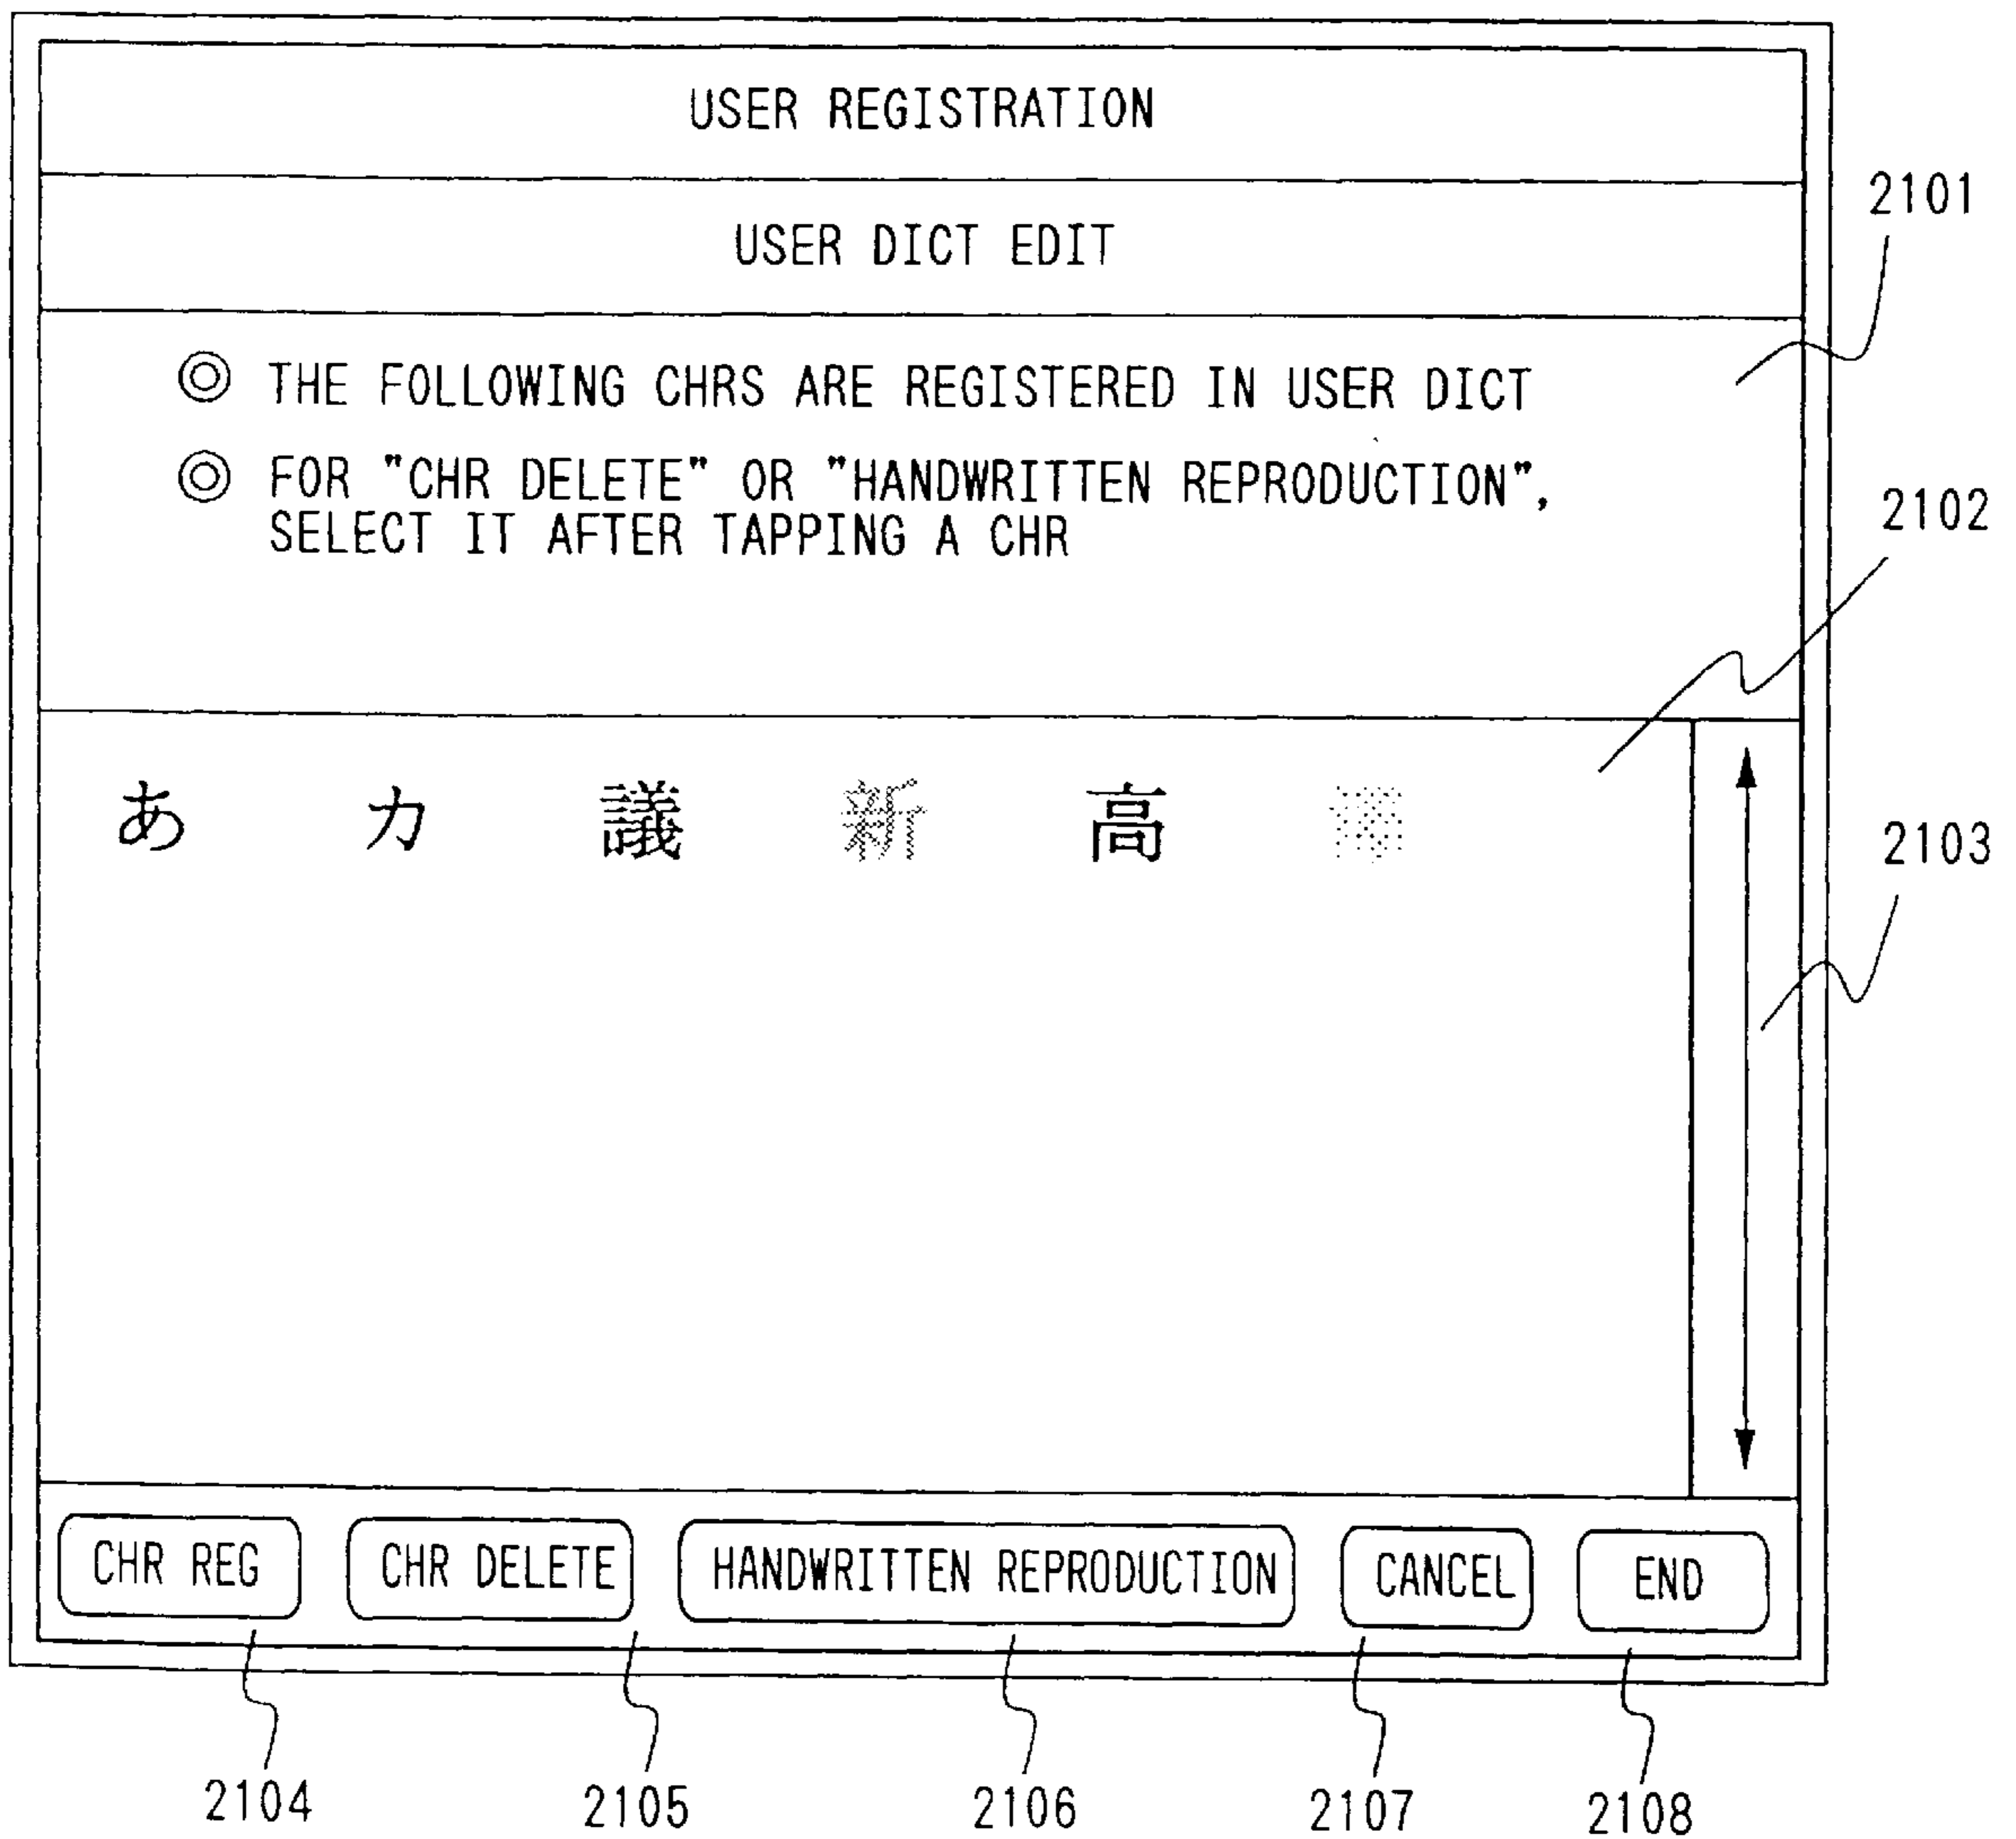 USER REGISTRATION
USER DICT EDIT
2101
◎ THE FOLLOWING CHRS ARE REGISTERED IN USER DICT
◎ FOR "CHR DELETE" OR "HANDWRITTEN REPRODUCTION",
SELECT IT AFTER TAPPING A CHR
2102
あ カ 議 新 高
2103
CHR REG CHR DELETE HANDWRITTEN REPRODUCTION CANCEL END
2104 2105 2106 2107 2108